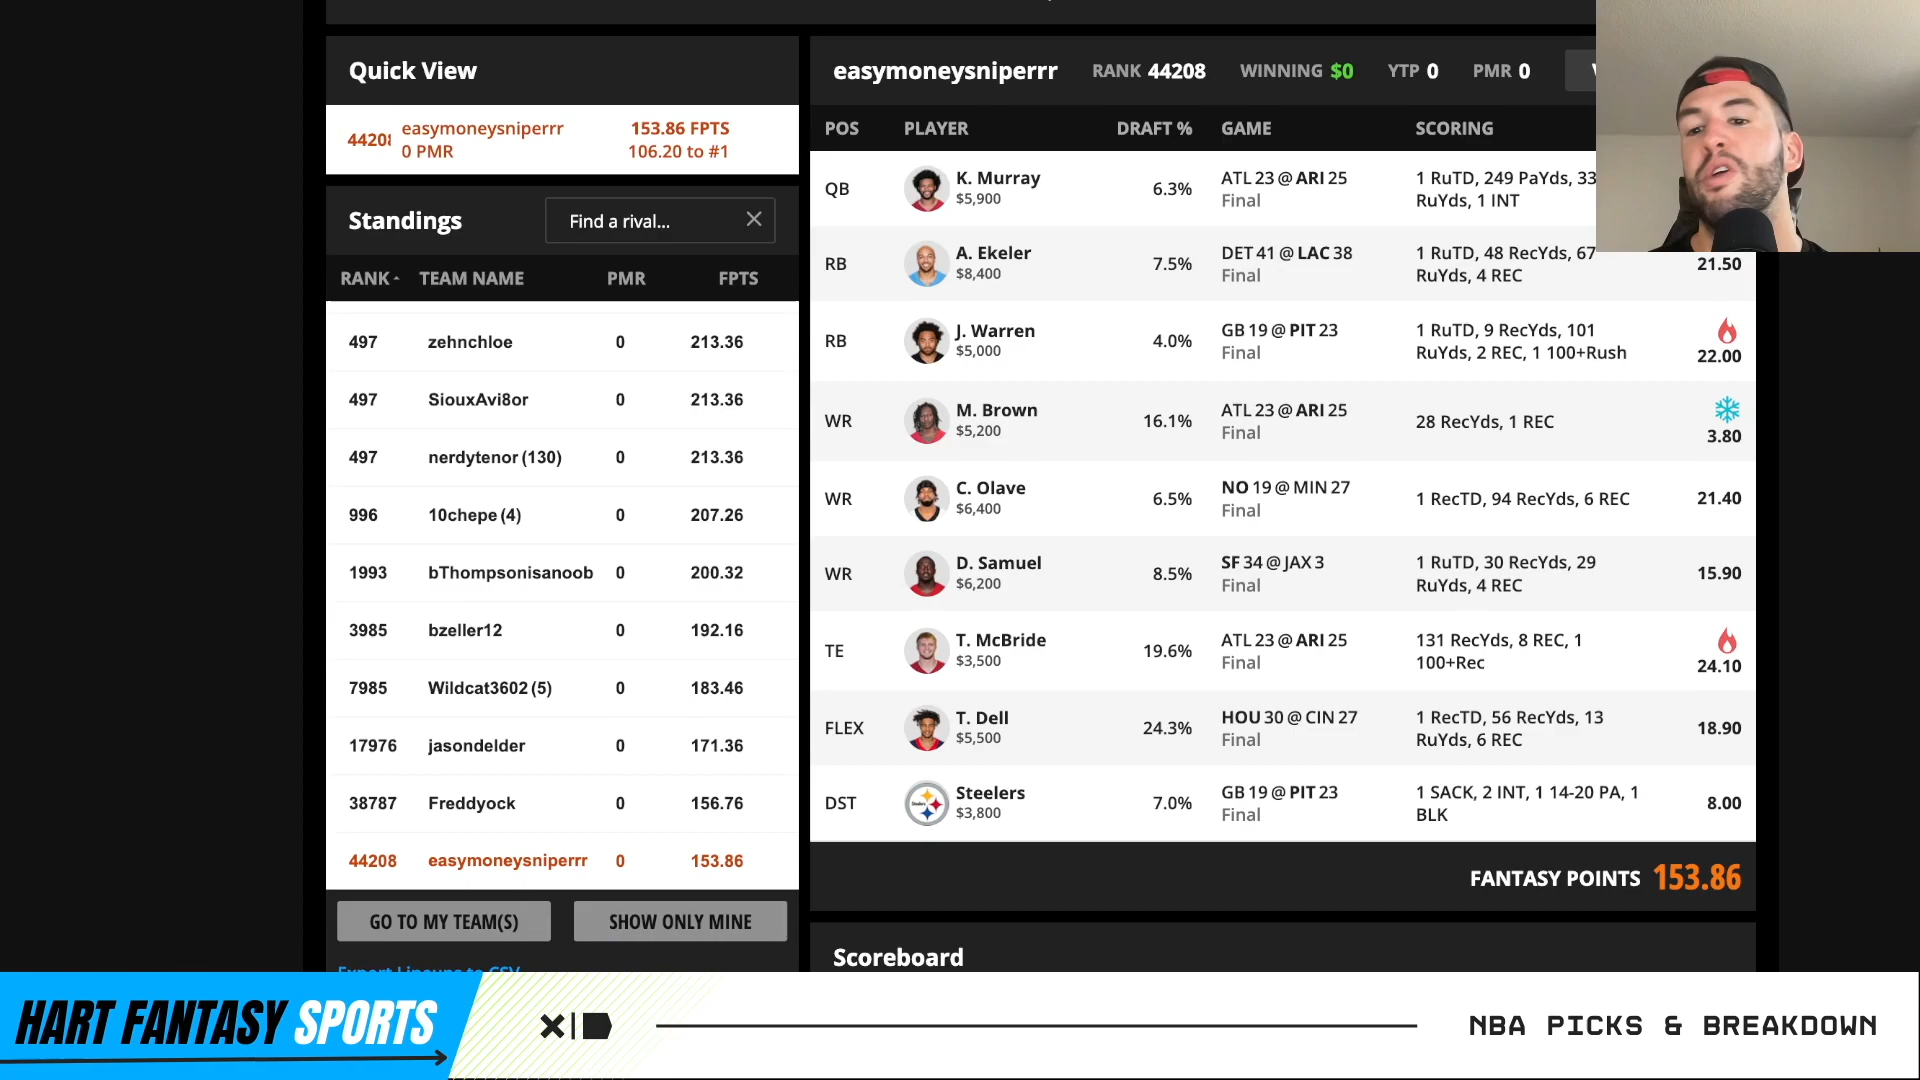 Quick View
44208 easymoneysniperrr 153.86 FPTS
0 PMR 106.20 to #1
Standings Find a rival...
RANK TEAM NAME PMR FPTS
497 zehnchloe 0 213.36
497 SiouxAvi8or 0 213.36
497 nerdytenor (130) 0 213.36
996 10chepe (4) 0 207.26
1993 bThompsonisanoob 0 200.32
3985 bzeller12 0 192.16
7985 Wildcat3602 (5) 0 183.46
17976 jasondelder 0 171.36
38787 Freddyock 0 156.76
44208 easymoneysniperrr 0 153.86
GO TO MY TEAM(S) SHOW ONLY MINE
Export Lineups to CSV
easymoneysniperrr RANK 44208 WINNING $0 YTP 0 PMR 0
POS PLAYER DRAFT % GAME SCORING
QB K. Murray 6.3% ATL 23 @ ARI 25 1 RuTD, 249 PaYds, 33
$5,900 Final RuYds, 1 INT
RB A. Ekeler 7.5% DET 41 @ LAC 38 1 RuTD, 48 RecYds, 67 21.50
$8,400 Final RuYds, 4 REC
RB J. Warren 4.0% GB 19 @ PIT 23 1 RuTD, 9 RecYds, 101 22.00
$5,000 Final RuYds, 2 REC, 1 100+Rush
WR M. Brown 16.1% ATL 23 @ ARI 25 28 RecYds, 1 REC 3.80
$5,200 Final
WR C. Olave 6.5% NO 19 @ MIN 27 1 RecTD, 94 RecYds, 6 REC 21.40
$6,400 Final
WR D. Samuel 8.5% SF 34 @ JAX 3 1 RuTD, 30 RecYds, 29 15.90
$6,200 Final RuYds, 4 REC
TE T. McBride 19.6% ATL 23 @ ARI 25 131 RecYds, 8 REC, 1 24.10
$3,500 Final 100+Rec
FLEX T. Dell 24.3% HOU 30 @ CIN 27 1 RecTD, 56 RecYds, 13 18.90
$5,500 Final RuYds, 6 REC
DST Steelers 7.0% GB 19 @ PIT 23 1 SACK, 2 INT, 1 14-20 PA, 1 8.00
$3,800 Final BLK
FANTASY POINTS 153.86
Scoreboard
HART FANTASY SPORTS
NBA PICKS & BREAKDOWN